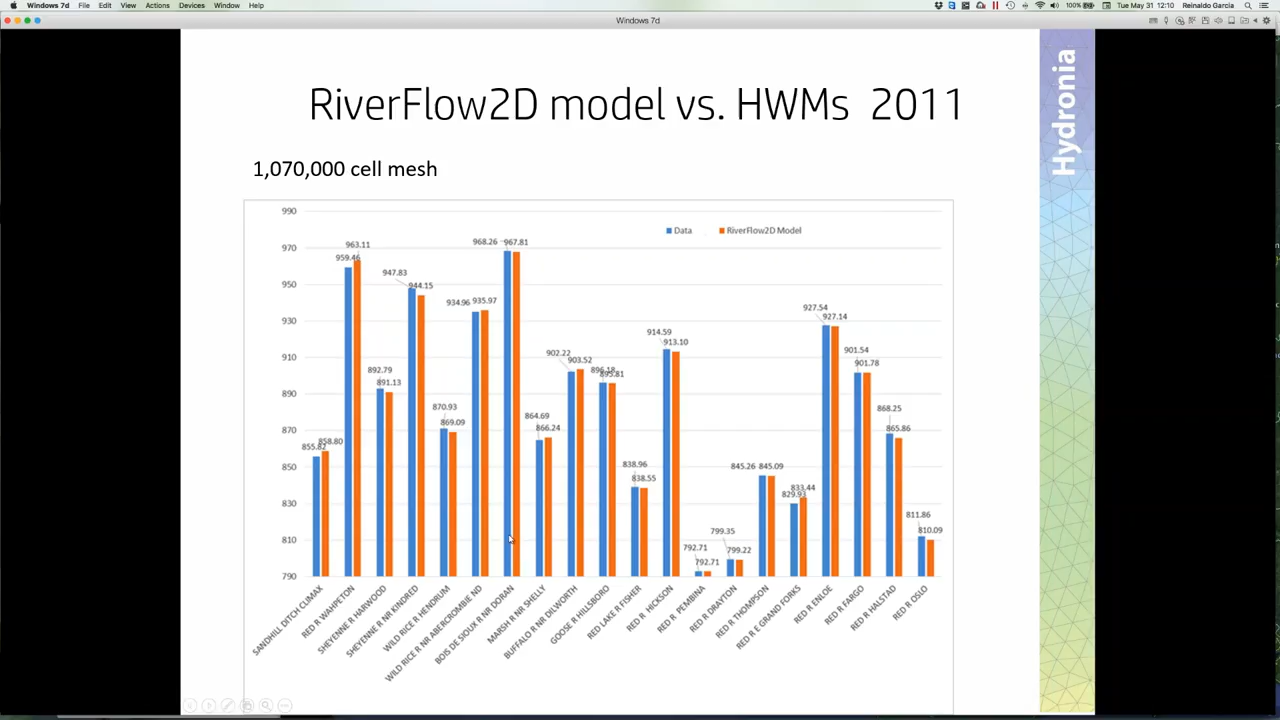 Windows 7d File Edit View Actions Devices Window Help 100% Tue May 31 12:10 Reinaldo Garcia
Windows 7d
RiverFlow2D model vs. HWMs 2011
Hydronia
1,070,000 cell mesh
Data RiverFlow2D Model
990
970
950
930
910
890
870
850
830
810
790
855.82 858.80
959.46 963.11
892.79 891.13
947.83 944.15
870.93 869.09
934.96 935.97
968.26 967.81
864.69 866.24
902.22 903.52
896.18 895.81
838.96 838.55
914.59 913.10
792.71 792.71
799.35 799.22
845.26 845.09
829.93 833.44
927.54 927.14
901.54 901.78
868.25 865.86
811.86 810.09
SANDHILL DITCH CLIMAX
RED R WAHPETON
SHEYENNE R HARWOOD
SHEYENNE R NR KINDRED
WILD RICE R HENDRUM
WILD RICE R NR ABERCROMBIE ND
BOIS DE SIOUX R NR DORAN
MARSH R NR SHELLY
BUFFALO R NR DILWORTH
GOOSE R HILLSBORO
RED LAKE R FISHER
RED R HICKSON
RED R PEMBINA
RED R DRAYTON
RED R THOMPSON
RED R E GRAND FORKS
RED R ENLOE
RED R FARGO
RED R HALSTAD
RED R OSLO